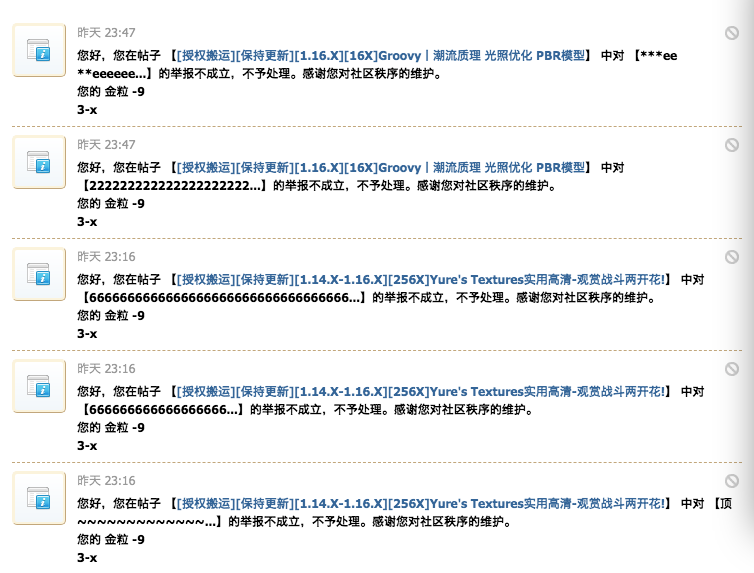 昨天 23:47
您好，您在帖子 【[授权搬运][保持更新][1.16.X][16X]Groovy丨潮流质理 光照优化 PBR模型】 中对 【***ee
**eeeeee...】的举报不成立，不予处理。感谢您对社区秩序的维护。
您的 金粒 -9
3-x
昨天 23:47
您好，您在帖子 【[授权搬运][保持更新][1.16.X][16X]Groovy丨潮流质理 光照优化 PBR模型】 中对
【2222222222222222222222...】的举报不成立，不予处理。感谢您对社区秩序的维护。
您的 金粒 -9
3-x
昨天 23:16
您好，您在帖子 【[授权搬运][保持更新][1.14.X-1.16.X][256X]Yure's Textures实用高清-观赏战斗两开花!】 中对
【66666666666666666666666666666666666...】的举报不成立，不予处理。感谢您对社区秩序的维护。
您的 金粒 -9
3-x
昨天 23:16
您好，您在帖子 【[授权搬运][保持更新][1.14.X-1.16.X][256X]Yure's Textures实用高清-观赏战斗两开花!】 中对
【6666666666666666666...】的举报不成立，不予处理。感谢您对社区秩序的维护。
您的 金粒 -9
3-x
昨天 23:16
您好，您在帖子 【[授权搬运][保持更新][1.14.X-1.16.X][256X]Yure's Textures实用高清-观赏战斗两开花!】 中对 【顶
~~~~~~~~~~~~~...】的举报不成立，不予处理。感谢您对社区秩序的维护。
您的 金粒 -9
3-x